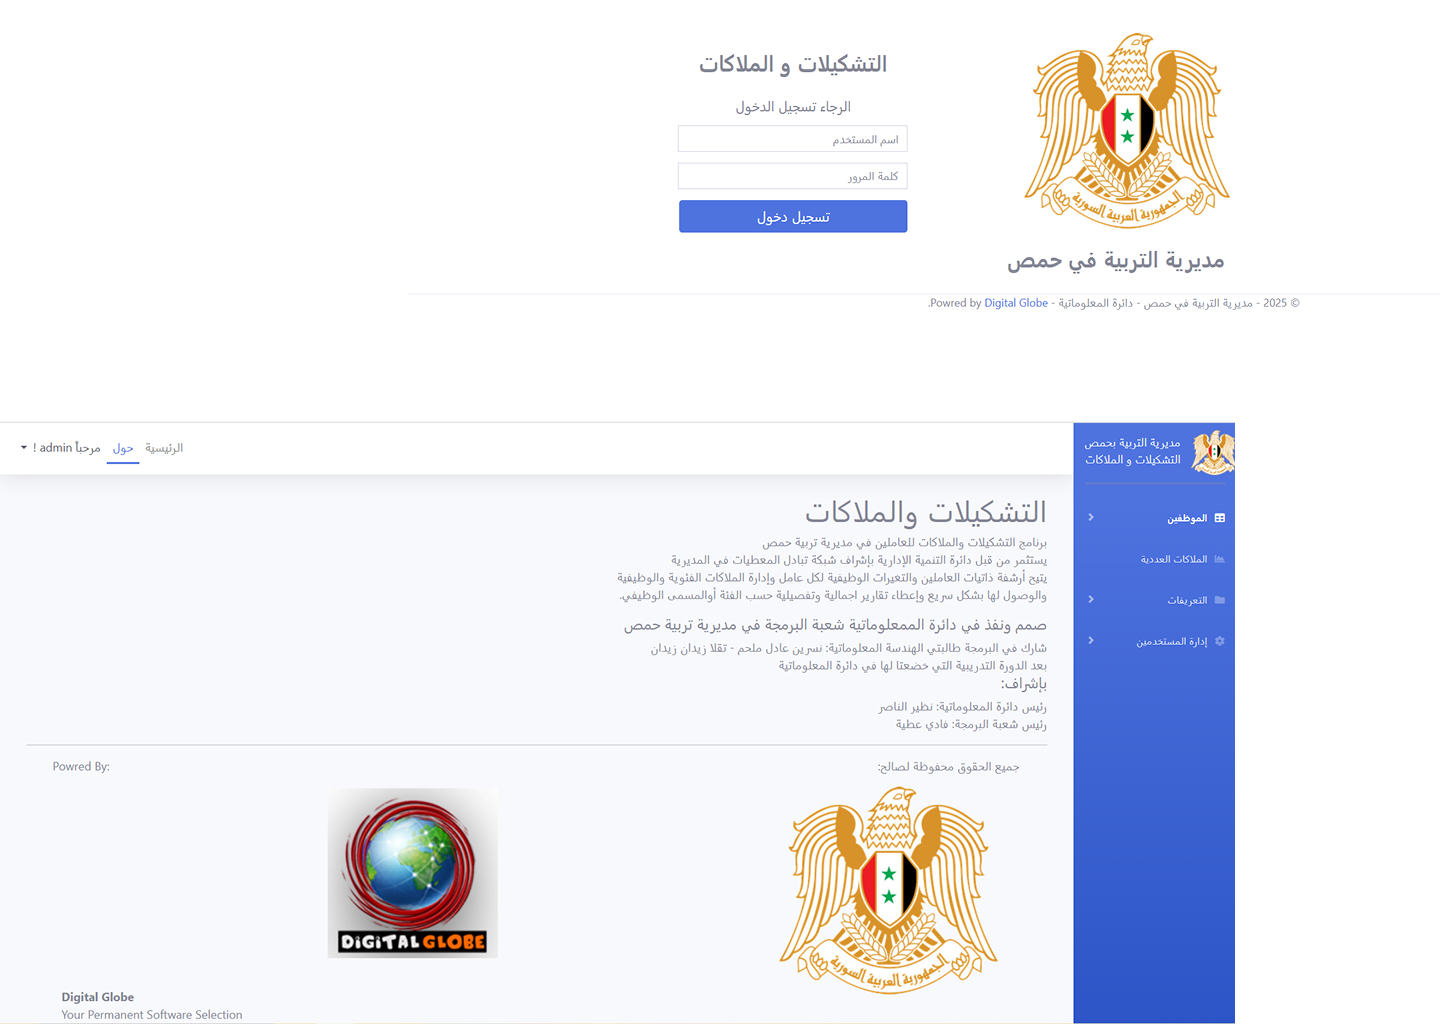 التشكيلات و الملاكات
الرجاء تسجيل الدخول
اسم المستخدم
كلمة المرور
تسجيل دخول
الجمهورية العربية السورية
مديرية التربية في حمص
© 2025 - مديرية التربية في حمص - دائرة المعلوماتية - Powred by Digital Globe.
مديرية التربية بحمص
التشكيلات و الملاكات
الرئيسية
حول
مرحباً admin !
الموظفين
الملاكات العددية
التعريفات
إدارة المستخدمين
التشكيلات والملاكات
برنامج التشكيلات والملاكات للعاملين في مديرية تربية حمص
يستثمر من قبل دائرة التنمية الإدارية بإشراف شبكة تبادل المعطيات في المديرية
يتيح أرشفة ذاتيات العاملين والتغيرات الوظيفية لكل عامل وإدارة الملاكات الفئوية والوظيفية
والوصول لها بشكل سريع وإعطاء تقارير اجمالية وتفصيلية حسب الفئة أوالمسمى الوظيفي.
صمم ونفذ في دائرة الممعلوماتية شعبة البرمجة في مديرية تربية حمص
شارك في البرمجة طالبتي الهندسة المعلوماتية: نسرين عادل ملحم - تقلا زيدان زيدان
بعد الدورة التدريبية التي خضعتا لها في دائرة المعلوماتية
بإشراف:
رئيس دائرة المعلوماتية: نظير الناصر
رئيس شعبة البرمجة: فادي عطية
جميع الحقوق محفوظة لصالح:
Powred By:
الجمهورية العربية السورية
DIGITAL GLOBE
Digital Globe
Your Permanent Software Selection